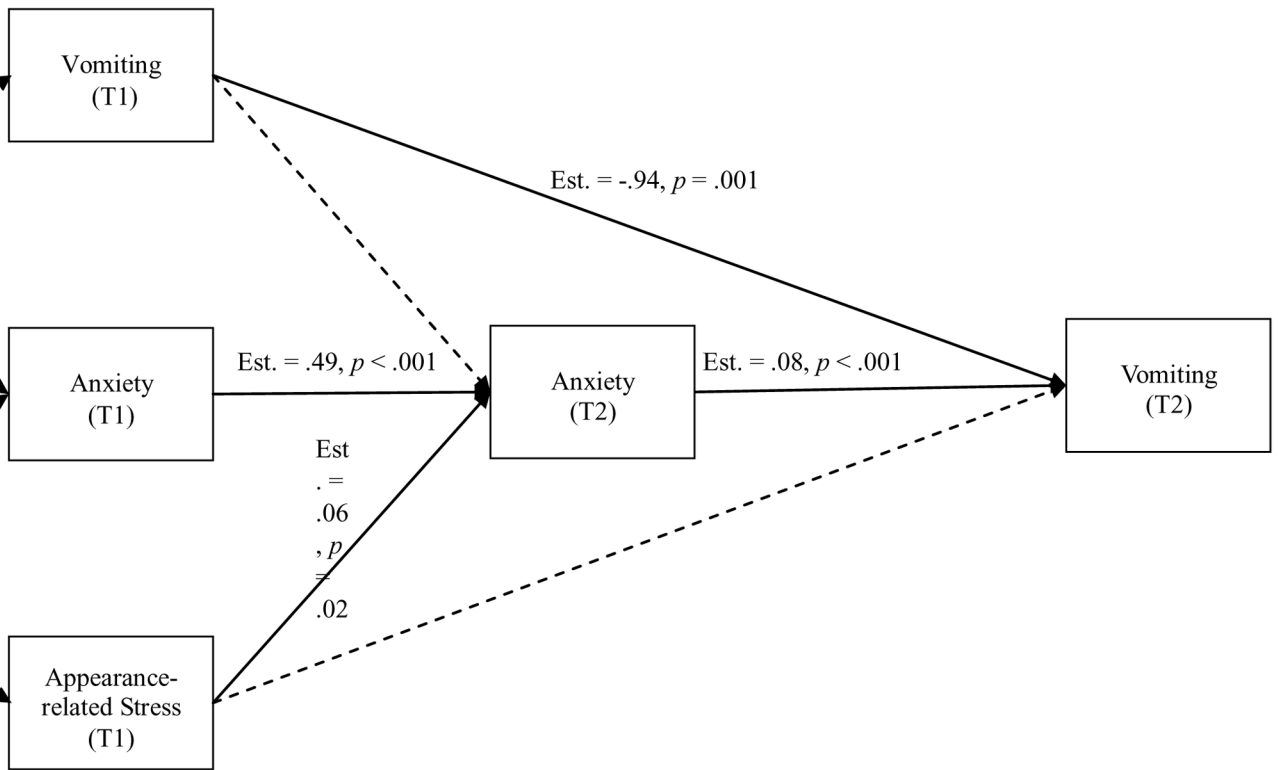 Vomiting
(T1)
Est. = -.94, p = .001
Anxiety
(T1)
Est. = .49, p < .001
Anxiety
(T2)
Est. = .08, p < .001
Vomiting
(T2)
Est
. =
.06
, p
=
.02
Appearance-
related Stress
(T1)